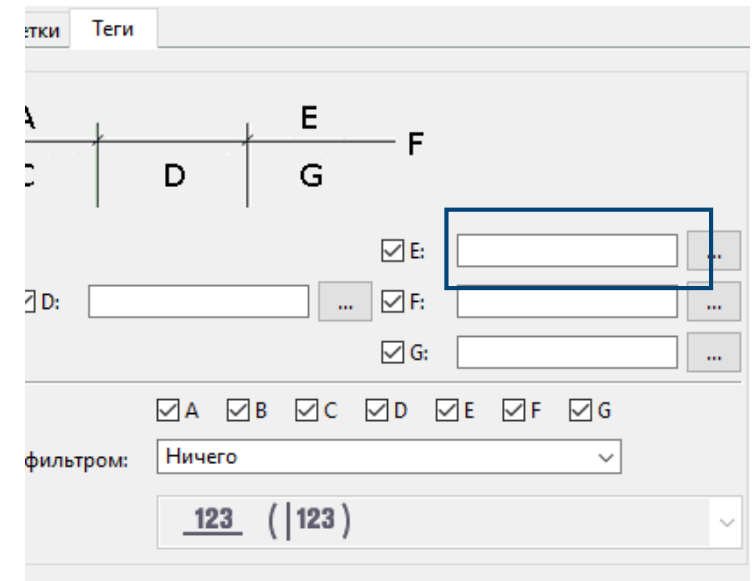 етки Теги
A E
F
C D G
E: ...
D: ... F: ...
G: ...
A B C D E F G
фильтром: Ничего
123 (|123)